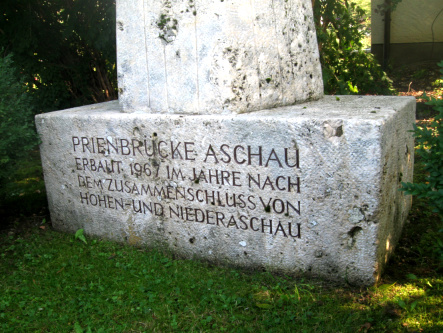 PRIENBRÜCKE ASCHAU
ERBAUT 1967 IM JAHRE NACH
DEM ZUSAMMENSCHLUSS VON
HOHEN-UND NIEDERASCHAU